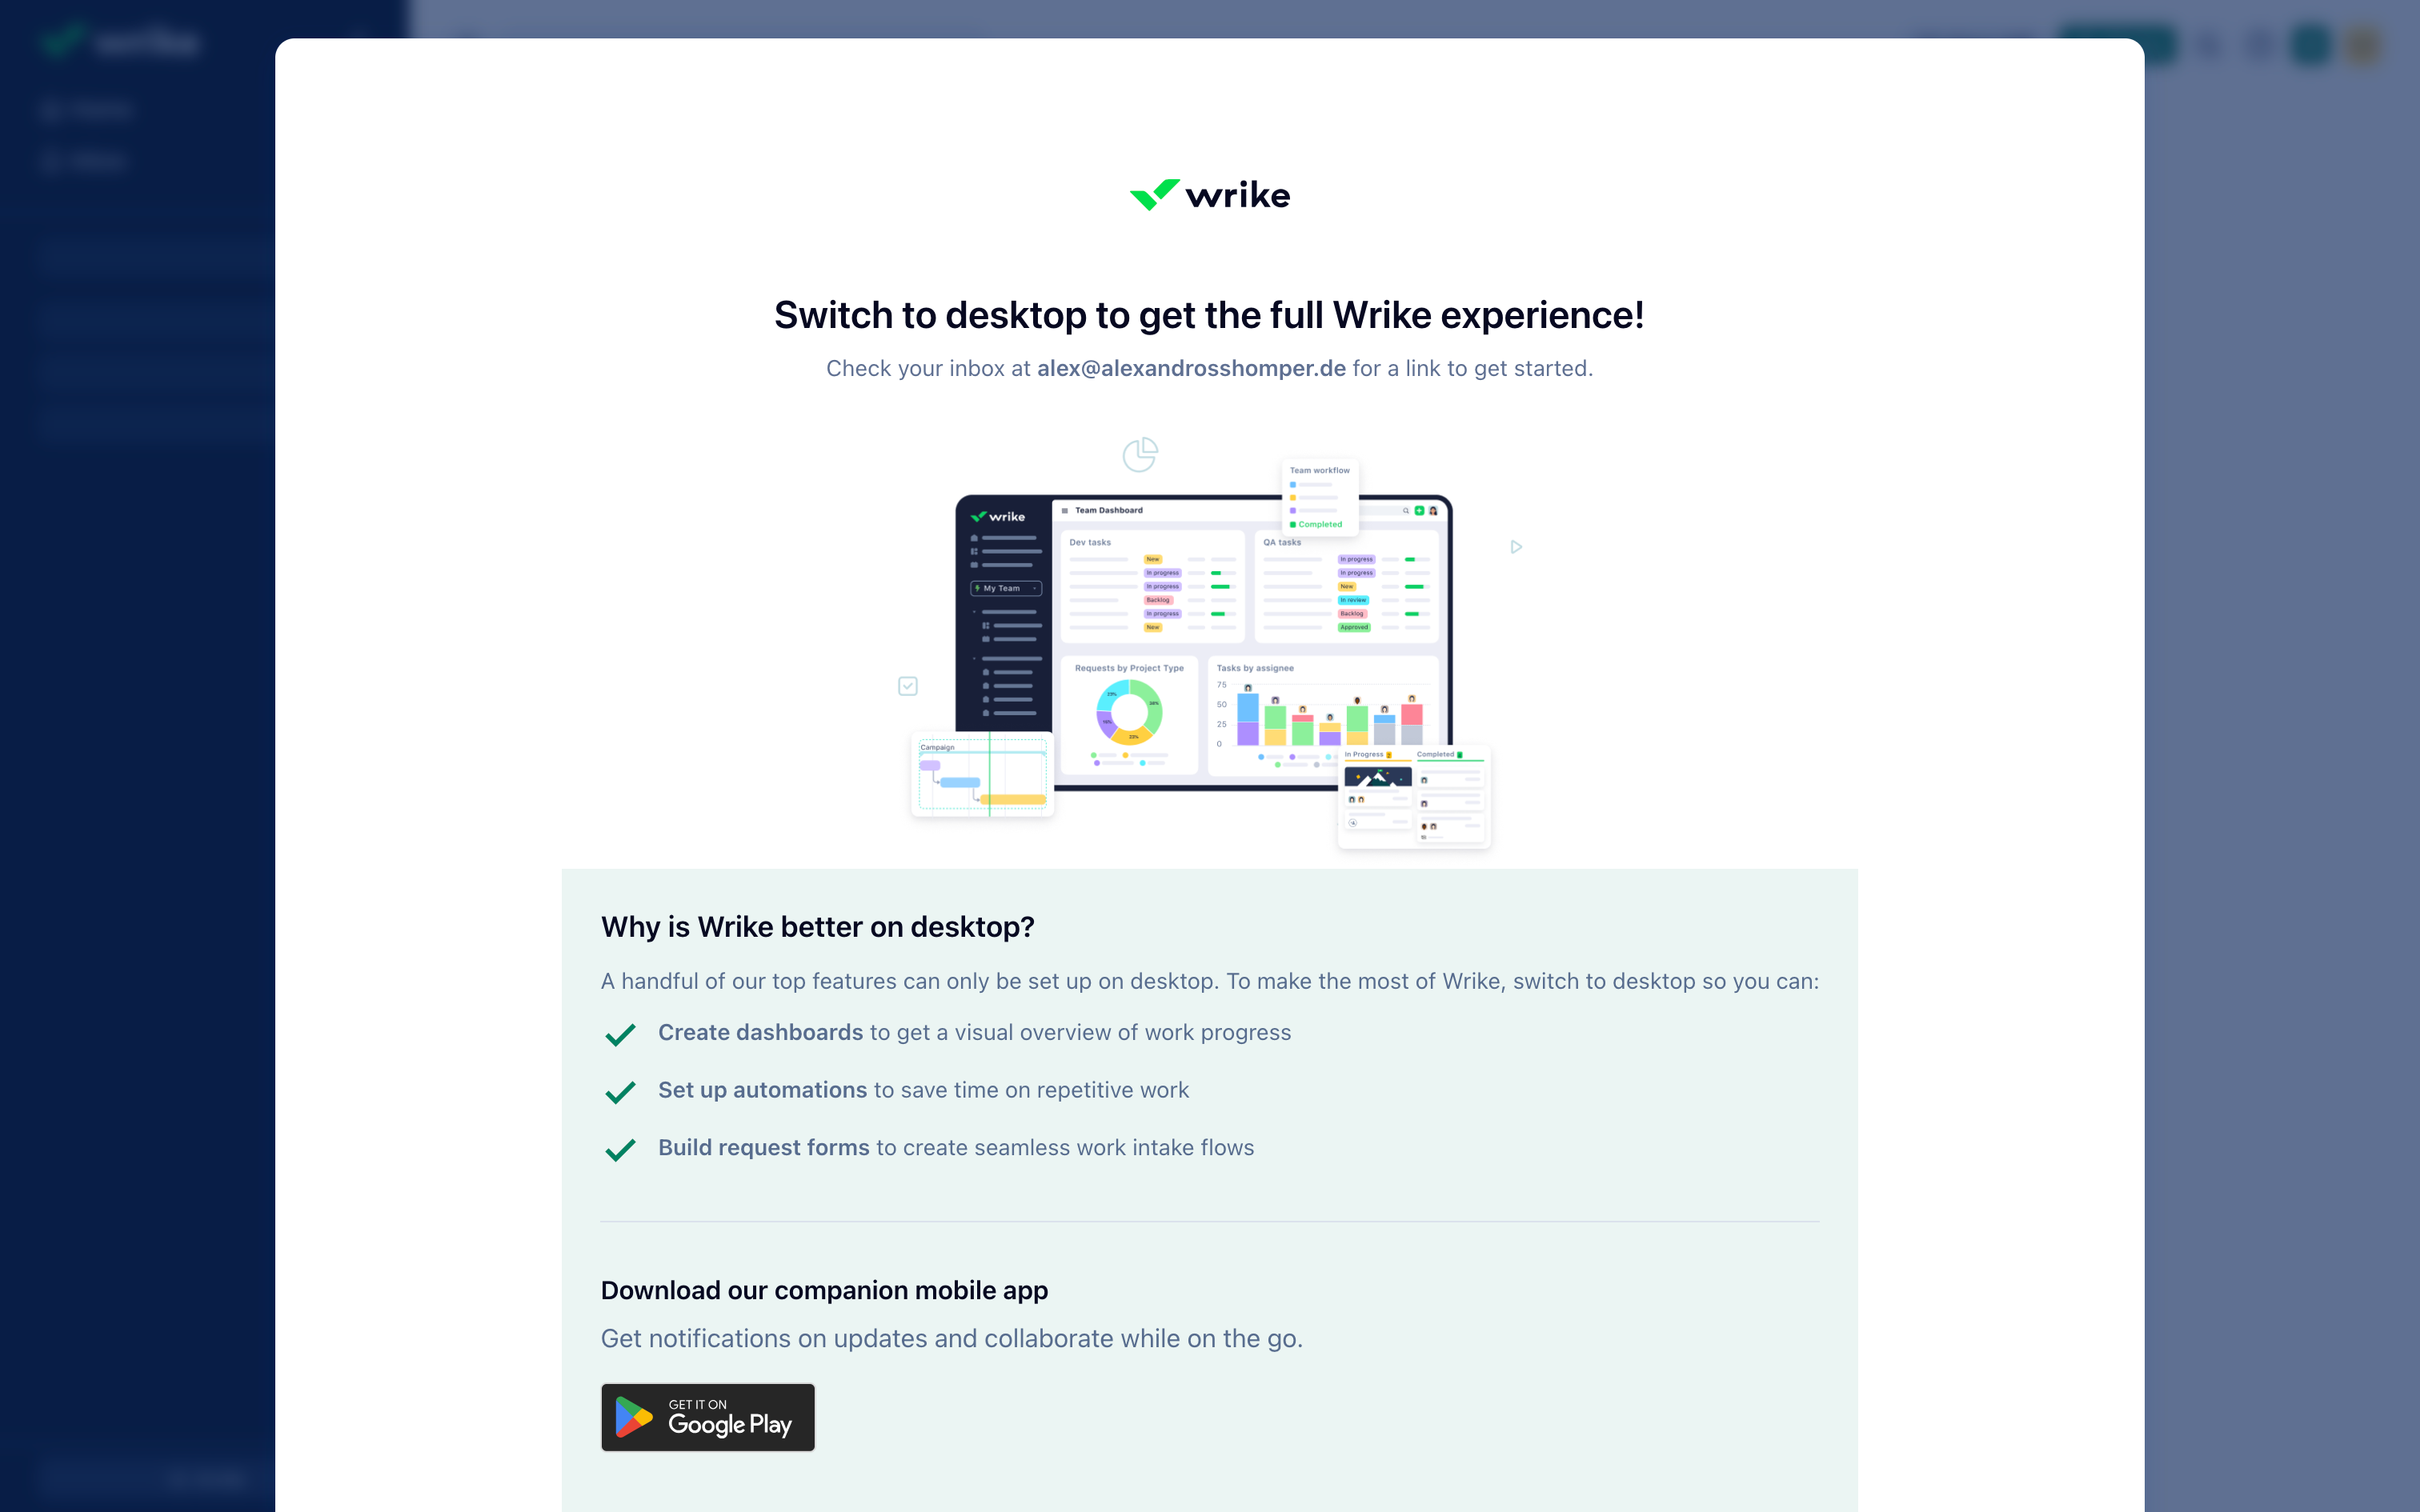 wrike
Switch to desktop to get the full Wrike experience!
Check your inbox at alex@alexandrosshomper.de for a link to get started.
Team workflow
Completed
wrike
Team Dashboard
My Team
Dev tasks
New
In progress
In progress
Backlog
In progress
New
QA tasks
In progress
In progress
New
In review
Backlog
Approved
Requests by Project Type
Tasks by assignee
75
50
25
0
Campaign
In Progress
Completed
Why is Wrike better on desktop?
A handful of our top features can only be set up on desktop. To make the most of Wrike, switch to desktop so you can:
Create dashboards to get a visual overview of work progress
Set up automations to save time on repetitive work
Build request forms to create seamless work intake flows
Download our companion mobile app
Get notifications on updates and collaborate while on the go.
GET IT ON
Google Play